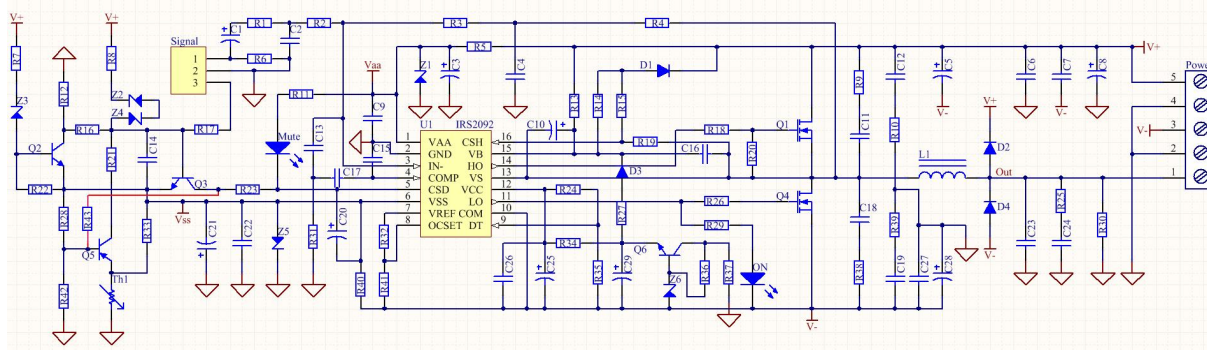 V+
V+
R7
R8
Signal
1
2
3
C1
R1
C2
R2
R6
R3
R4
R5
C4
Z1
C3
D1
Vaa
R11
C9
R12
Z2
Z4
Z3
R16
R17
C14
R21
Q2
Q3
Mute
C13
C15
C17
U1
IRS2092
1
2
3
4
5
6
7
8
VAA
GND
IN-
COMP
CSD
VSS
VREF
OCSET
CSH
VB
HO
VS
VCC
LO
COM
DT
16
15
14
13
12
11
10
9
C10
R13
R14
R15
R19
R18
R20
C16
D3
Q1
Q4
R9
C11
C12
R10
C5
V-
C6
C7
V-
C8
V+
Power
5
4
3
2
1
V-
V+
D2
Out
D4
V-
L1
R22
R23
R28
R43
Q5
R33
Vss
C21
C22
Z5
R31
C20
R32
R40
R41
R42
Th1
R24
R27
R26
R29
R34
Q6
C26
C25
R35
C29
Z6
R36
R37
ON
V-
C18
R38
R39
C19
C27
C28
C23
R25
C24
R30